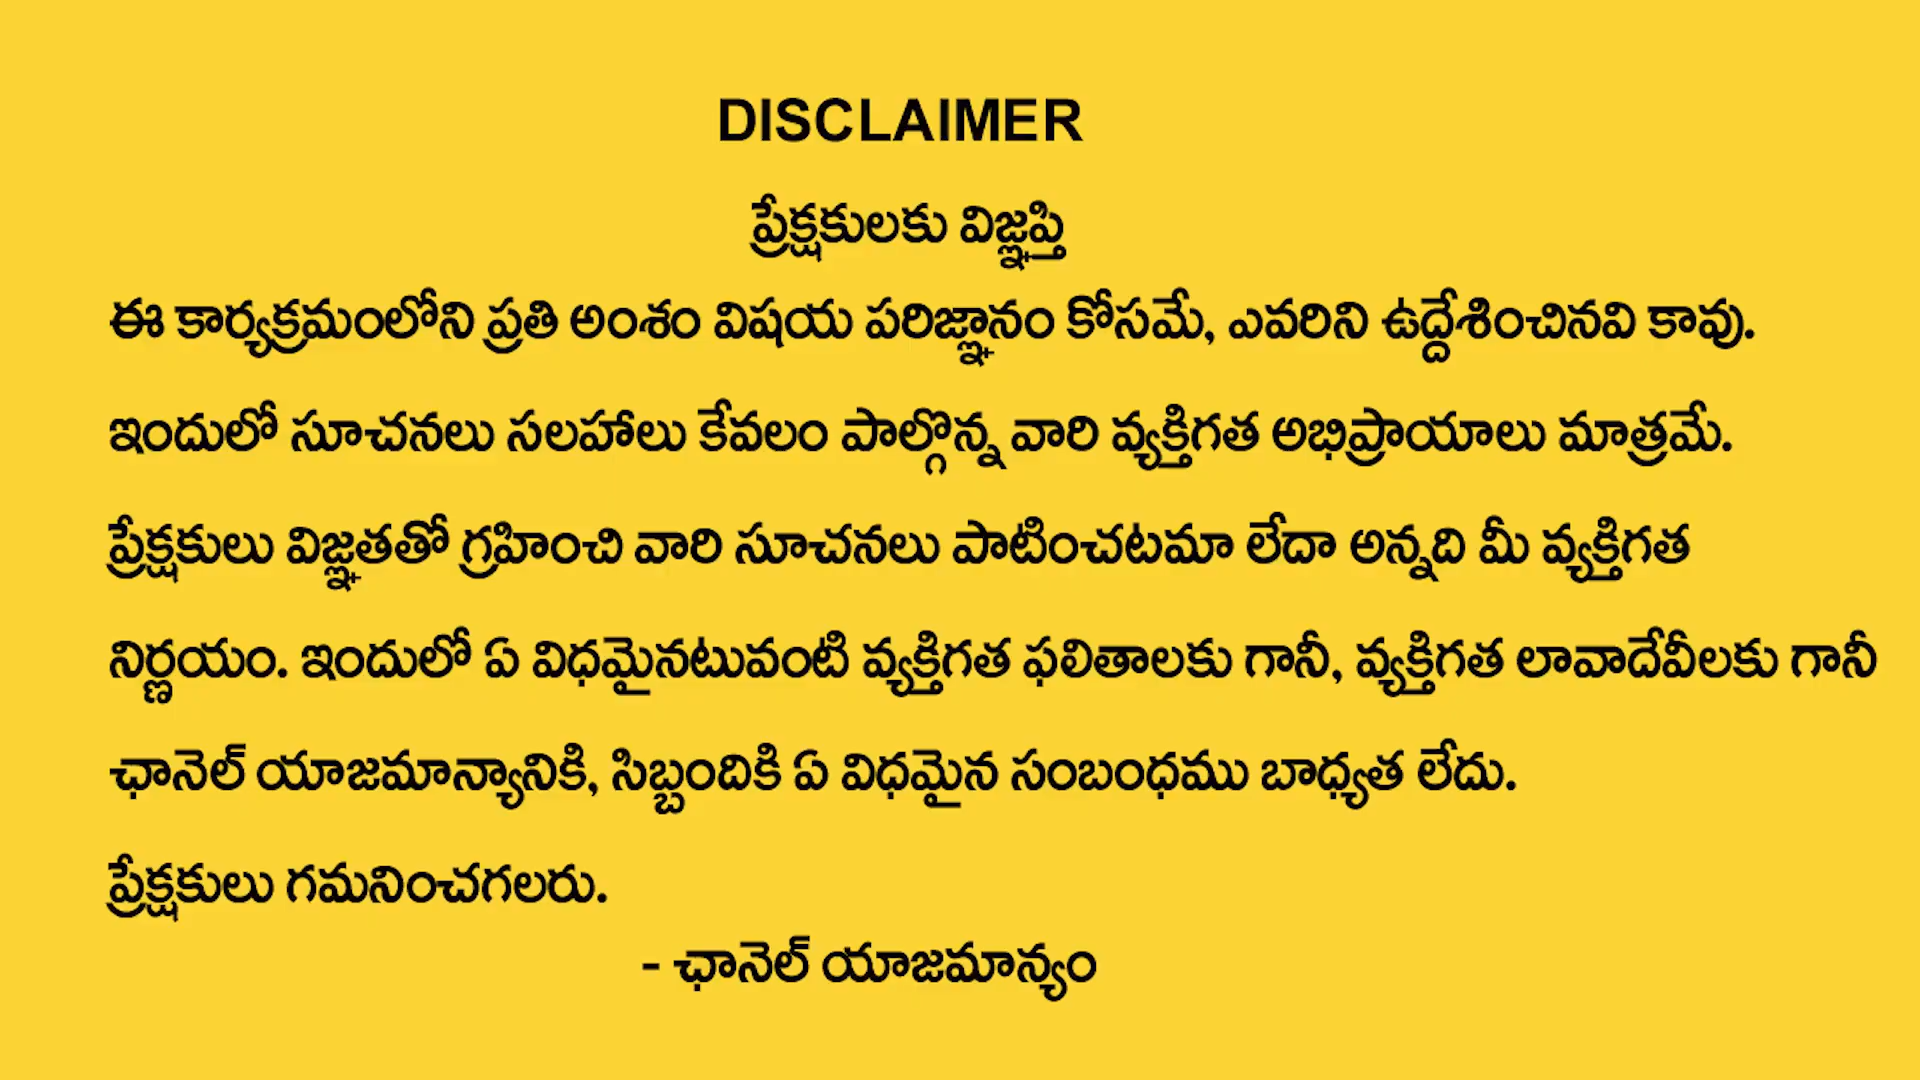 DISCLAIMER
ప్రేక్షకులకు విజ్ఞప్తి
ఈ కార్యక్రమంలోని ప్రతి అంశం విషయ పరిజ్ఞానం కోసమే, ఎవరిని ఉద్దేశించినవి కావు.
ఇందులో సూచనలు సలహాలు కేవలం పాల్గొన్న వారి వ్యక్తిగత అభిప్రాయాలు మాత్రమే.
ప్రేక్షకులు విజ్ఞతతో గ్రహించి వారి సూచనలు పాటించటమా లేదా అన్నది మీ వ్యక్తిగత
నిర్ణయం. ఇందులో ఏ విధమైనటువంటి వ్యక్తిగత ఫలితాలకు గానీ, వ్యక్తిగత లావాదేవీలకు గానీ
ఛానెల్ యాజమాన్యానికి, సిబ్బందికి ఏ విధమైన సంబంధము బాధ్యత లేదు.
ప్రేక్షకులు గమనించగలరు.
- ఛానెల్ యాజమాన్యం